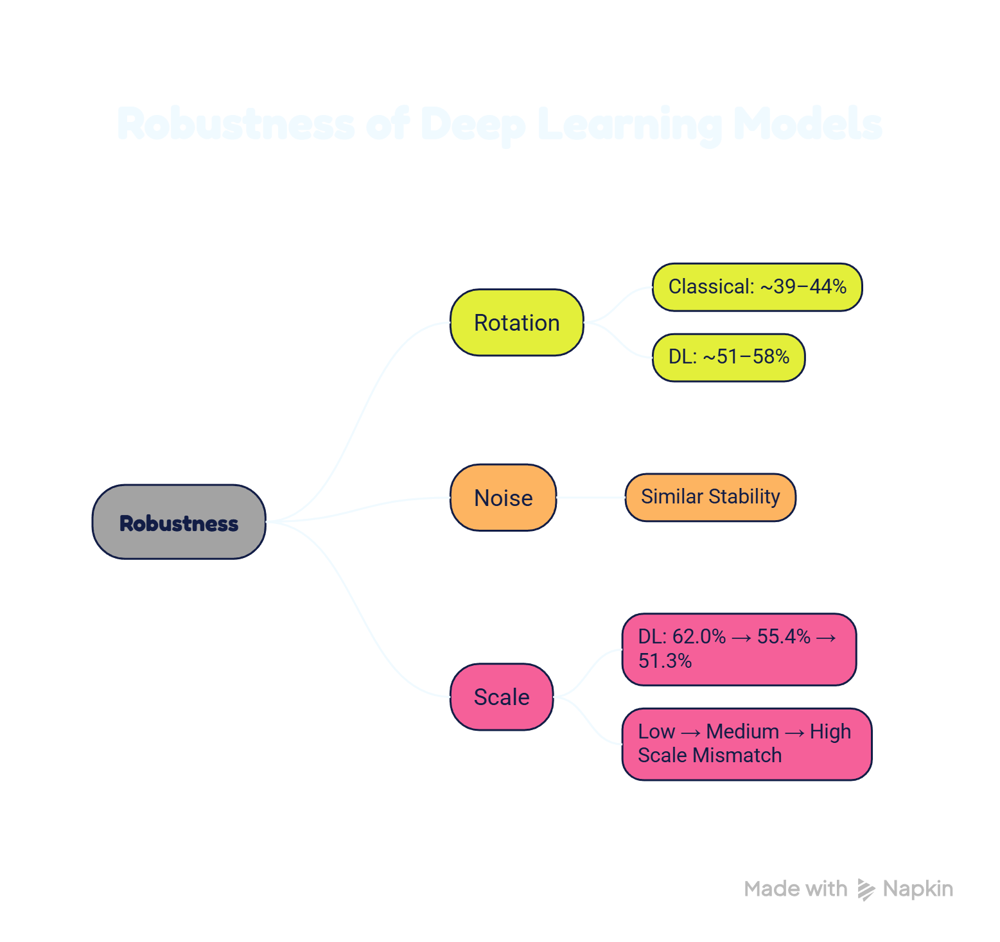 Robustness of Deep Learning Models
Robustness
Rotation
Classical: ~39–44%
DL: ~51–58%
Noise
Similar Stability
Scale
DL: 62.0% → 55.4% →
51.3%
Low → Medium → High
Scale Mismatch
Made with Napkin